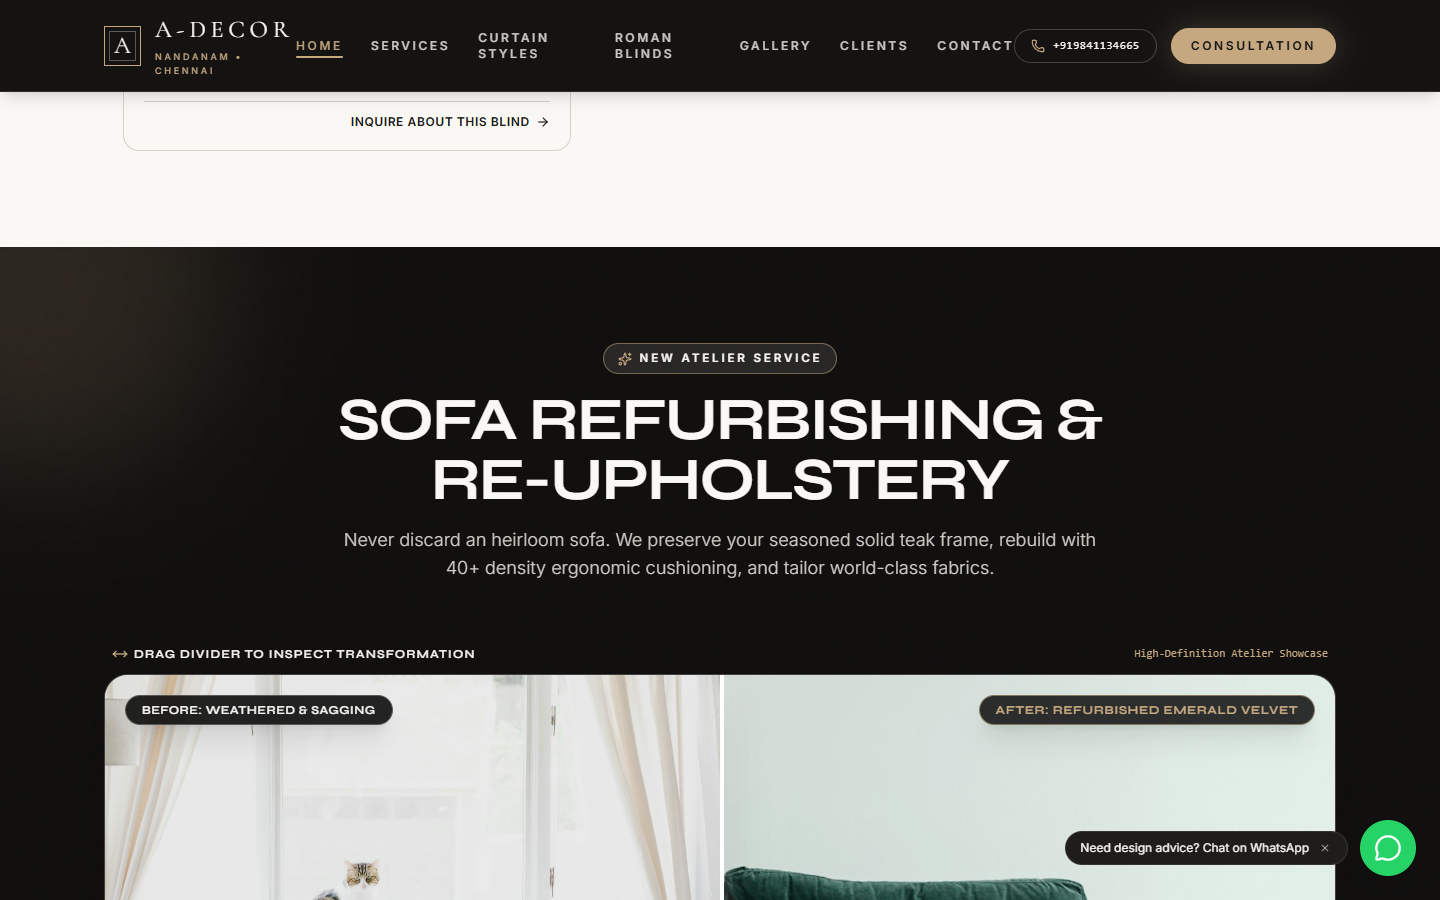 A
A-DECOR
NANDANAM •
CHENNAI
HOME
SERVICES
CURTAIN
STYLES
ROMAN
BLINDS
GALLERY
CLIENTS
CONTACT
+919841134665
CONSULTATION
INQUIRE ABOUT THIS BLIND →
NEW ATELIER SERVICE
SOFA REFURBISHING &
RE-UPHOLSTERY
Never discard an heirloom sofa. We preserve your seasoned solid teak frame, rebuild with
40+ density ergonomic cushioning, and tailor world-class fabrics.
↔ DRAG DIVIDER TO INSPECT TRANSFORMATION
High-Definition Atelier Showcase
BEFORE: WEATHERED & SAGGING
AFTER: REFURBISHED EMERALD VELVET
Need design advice? Chat on WhatsApp ×